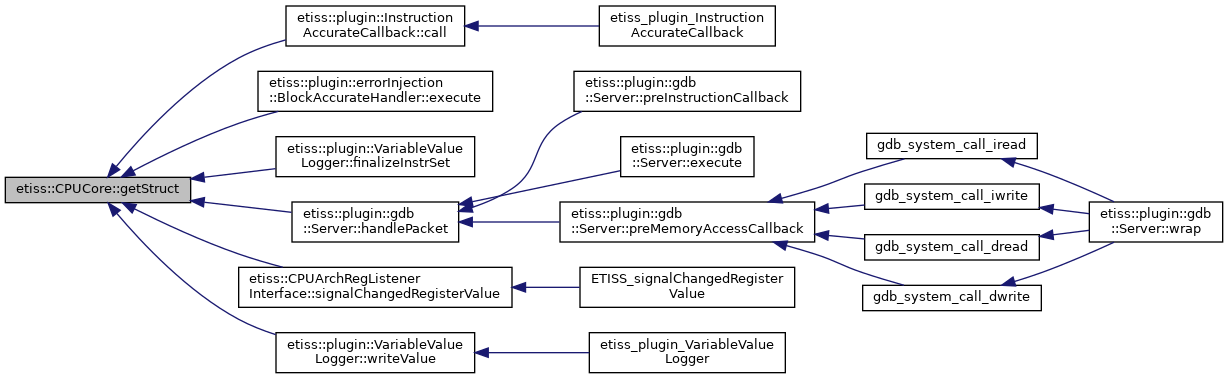 etiss::plugin::Instruction
AccurateCallback::call
etiss_plugin_Instruction
AccurateCallback
etiss::plugin::errorInjection
::BlockAccurateHandler::execute
etiss::plugin::gdb
::Server::preInstructionCallback
etiss::plugin::VariableValue
Logger::finalizeInstrSet
etiss::plugin::gdb
::Server::execute
gdb_system_call_iread
etiss::CPUCore::getStruct
gdb_system_call_iwrite
etiss::plugin::gdb
::Server::handlePacket
etiss::plugin::gdb
::Server::preMemoryAccessCallback
etiss::plugin::gdb
::Server::wrap
gdb_system_call_dread
etiss::CPUArchRegListener
Interface::signalChangedRegisterValue
ETISS_signalChangedRegister
Value
gdb_system_call_dwrite
etiss::plugin::VariableValue
Logger::writeValue
etiss_plugin_VariableValue
Logger